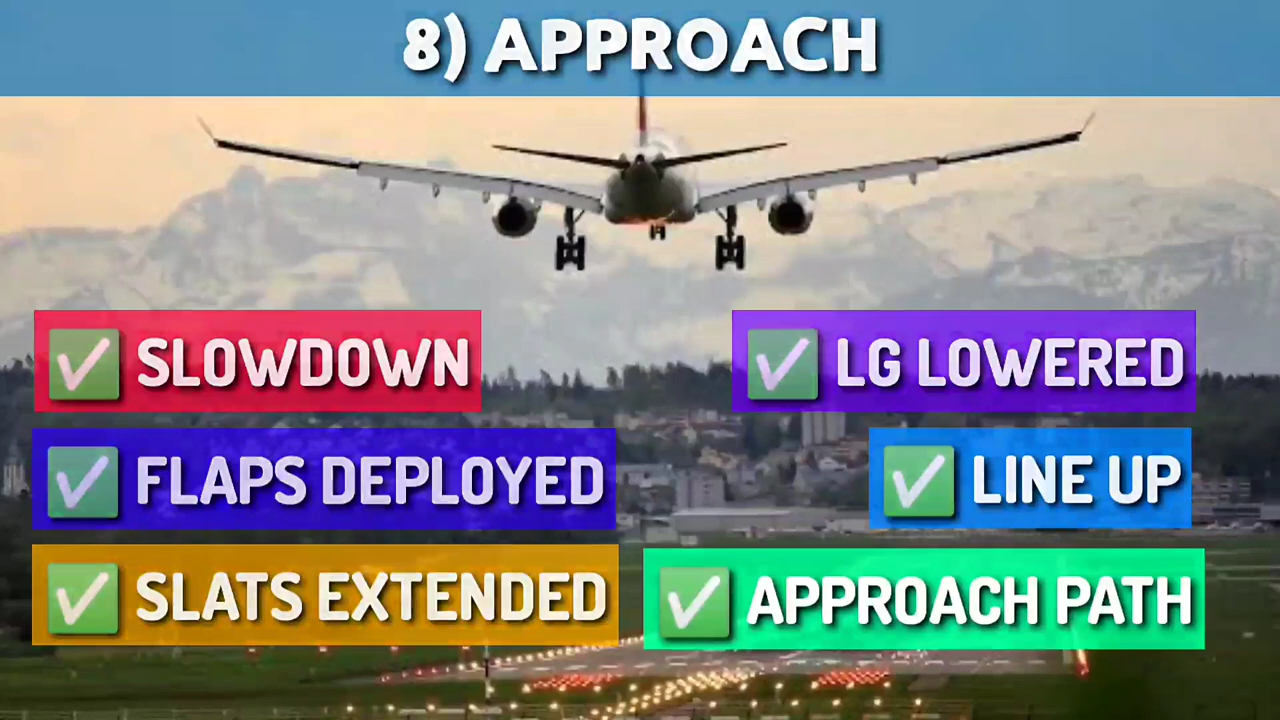 8) APPROACH
✅ SLOWDOWN
✅ FLAPS DEPLOYED
✅ SLATS EXTENDED
✅ LG LOWERED
✅ LINE UP
✅ APPROACH PATH